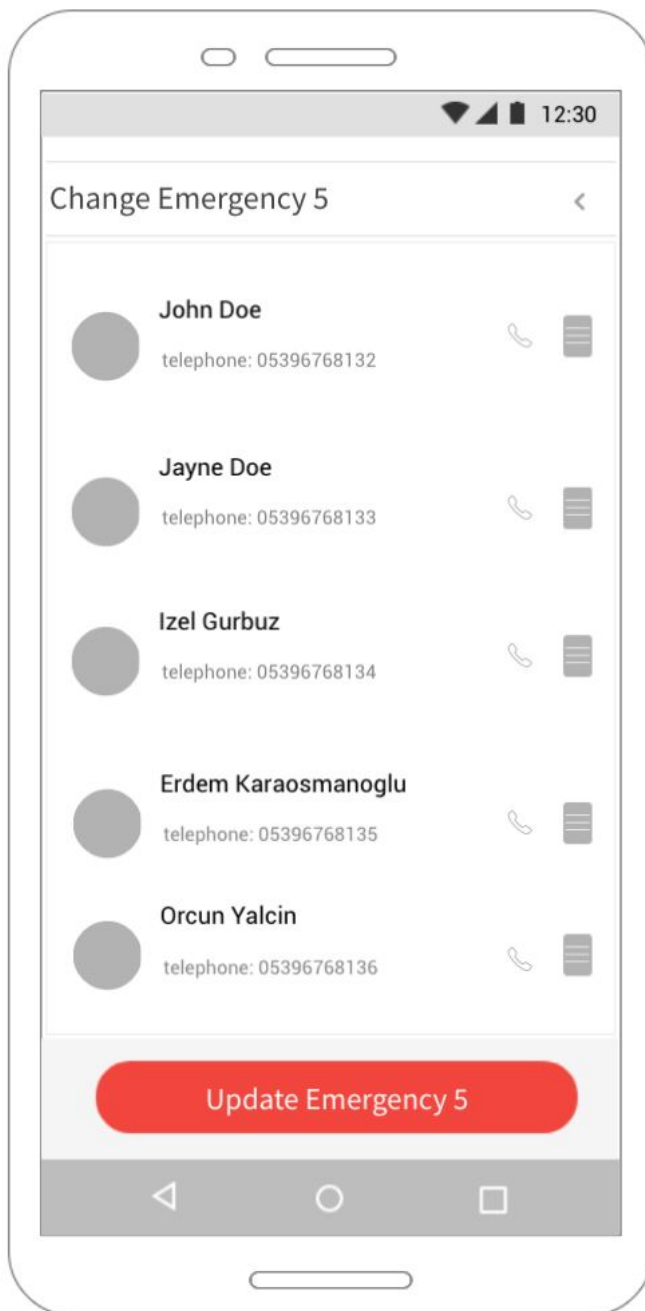 12:30
Change Emergency 5
John Doe
telephone: 05396768132
Jayne Doe
telephone: 05396768133
Izel Gurbuz
telephone: 05396768134
Erdem Karaosmanoglu
telephone: 05396768135
Orcun Yalcin
telephone: 05396768136
Update Emergency 5